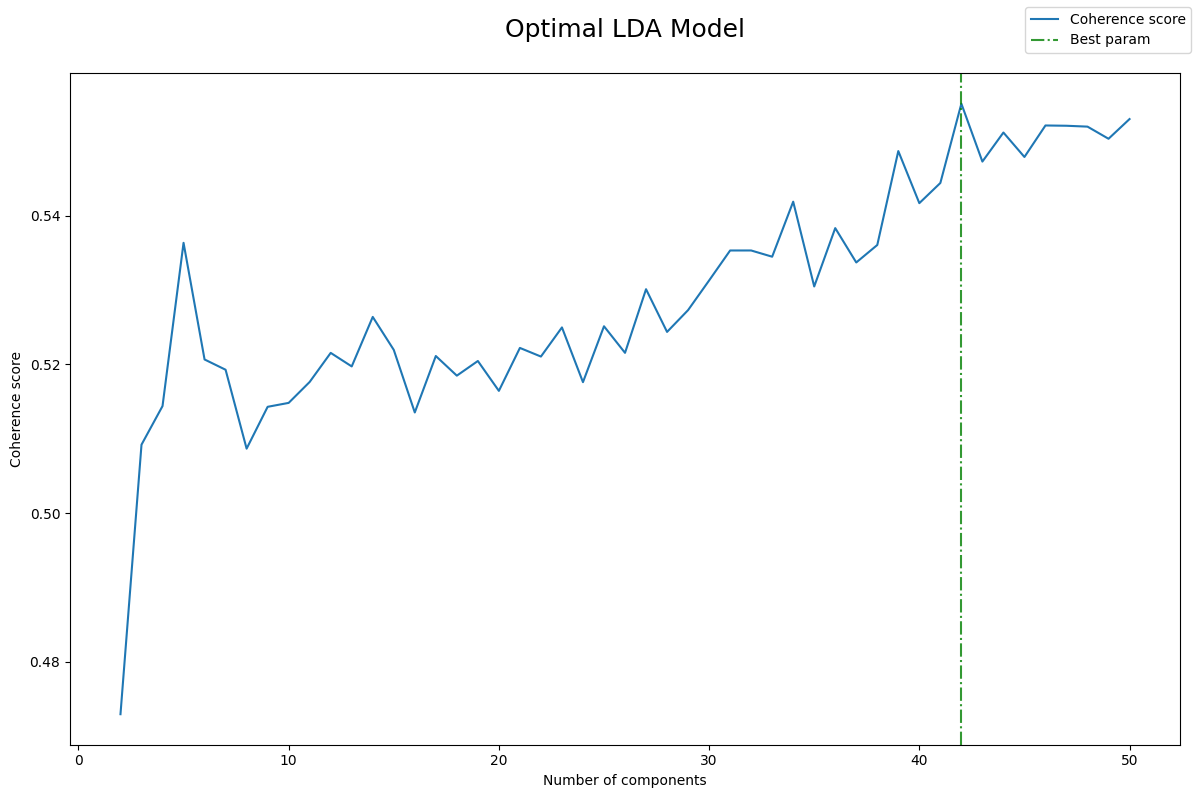 Optimal LDA Model
Coherence score
Best param
0.54
0.52
0.50
0.48
Coherence score
0
10
20
30
40
50
Number of components